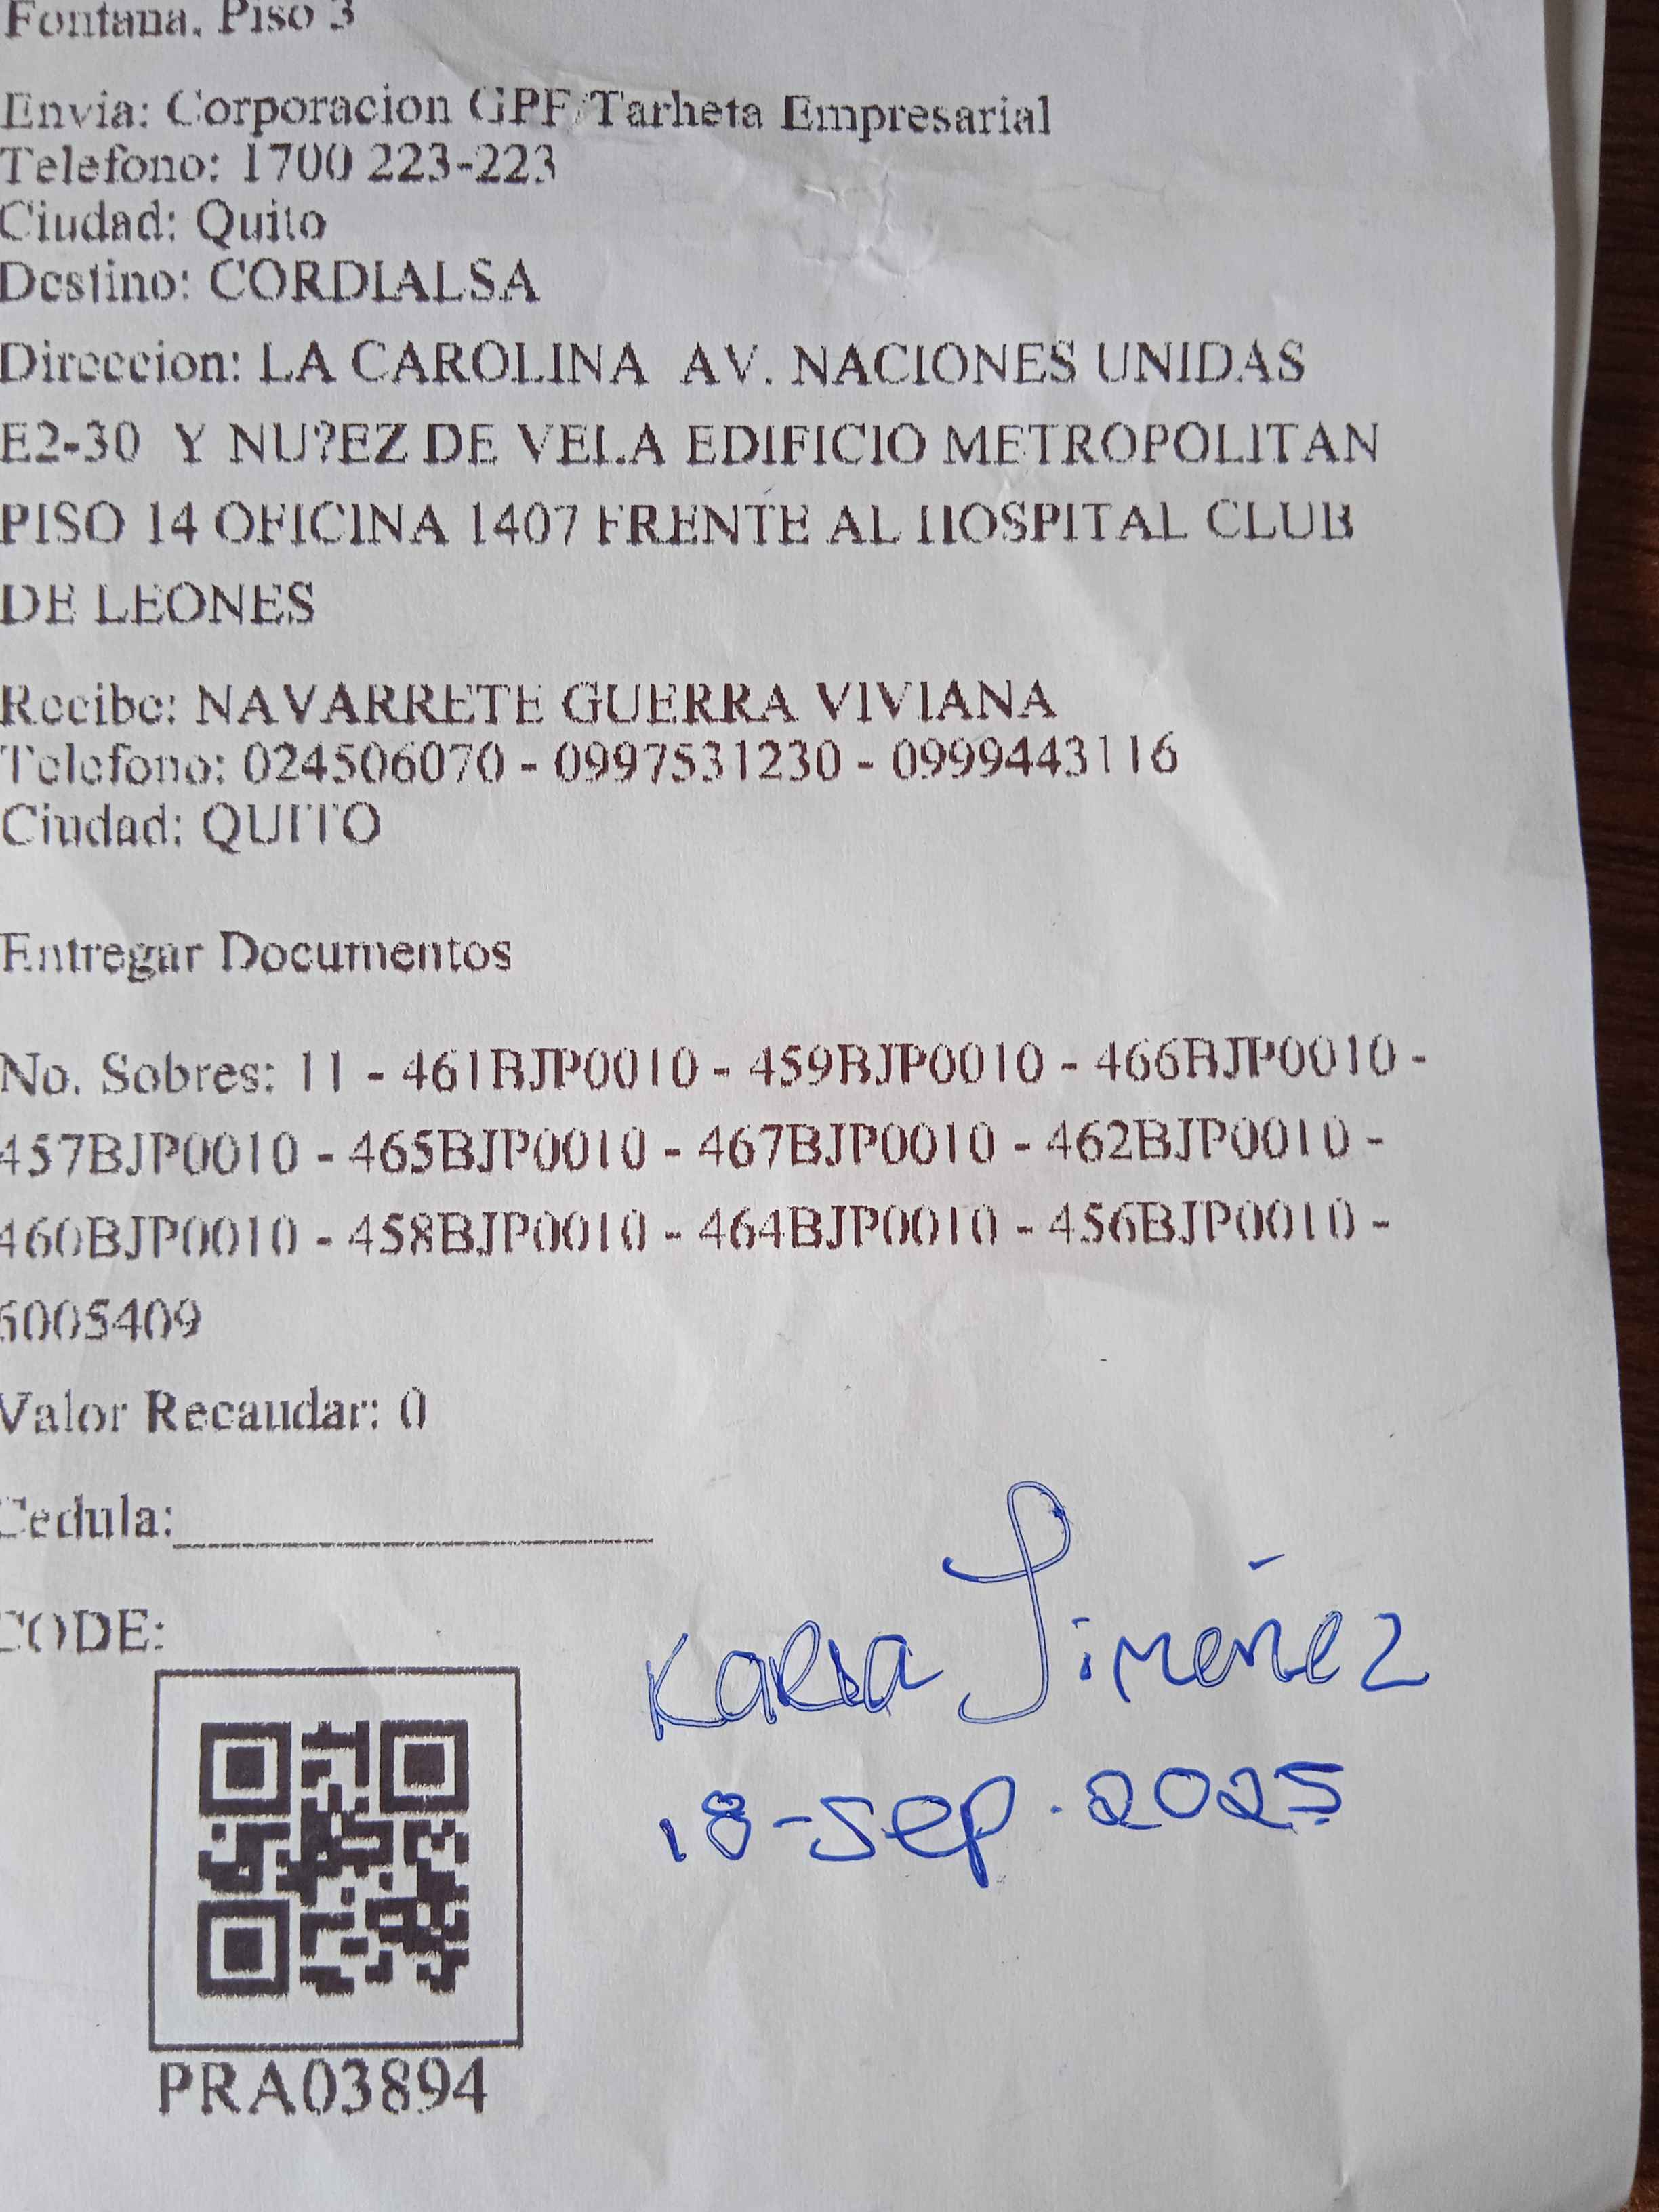 Fontana, Piso 3
Envia: Corporacion GPF/Tarheta Empresarial
Telefono: 1700 223-223
Ciudad: Quito
Destino: CORDIALSA
Direccion: LA CAROLINA AV. NACIONES UNIDAS
E2-30 Y NU?EZ DE VELA EDIFICIO METROPOLITAN
PISO 14 OFICINA 1407 FRENTE AL HOSPITAL CLUB
DE LEONES
Recibe: NAVARRETE GUERRA VIVIANA
Telefono: 024506070 - 0997531230 - 0999443116
Ciudad: QUITO
Entregar Documentos
No. Sobres: 11 - 461BJP0010 - 459BJP0010 - 466BJP0010 -
457BJP0010 - 465BJP0010 - 467BJP0010 - 462BJP0010 -
460BJP0010 - 458BJP0010 - 464BJP0010 - 456BJP0010 -
6005409
Valor Recaudar: 0
Cedula:
CODE:
Karla Jiménez
18-sep.2025
PRA03894